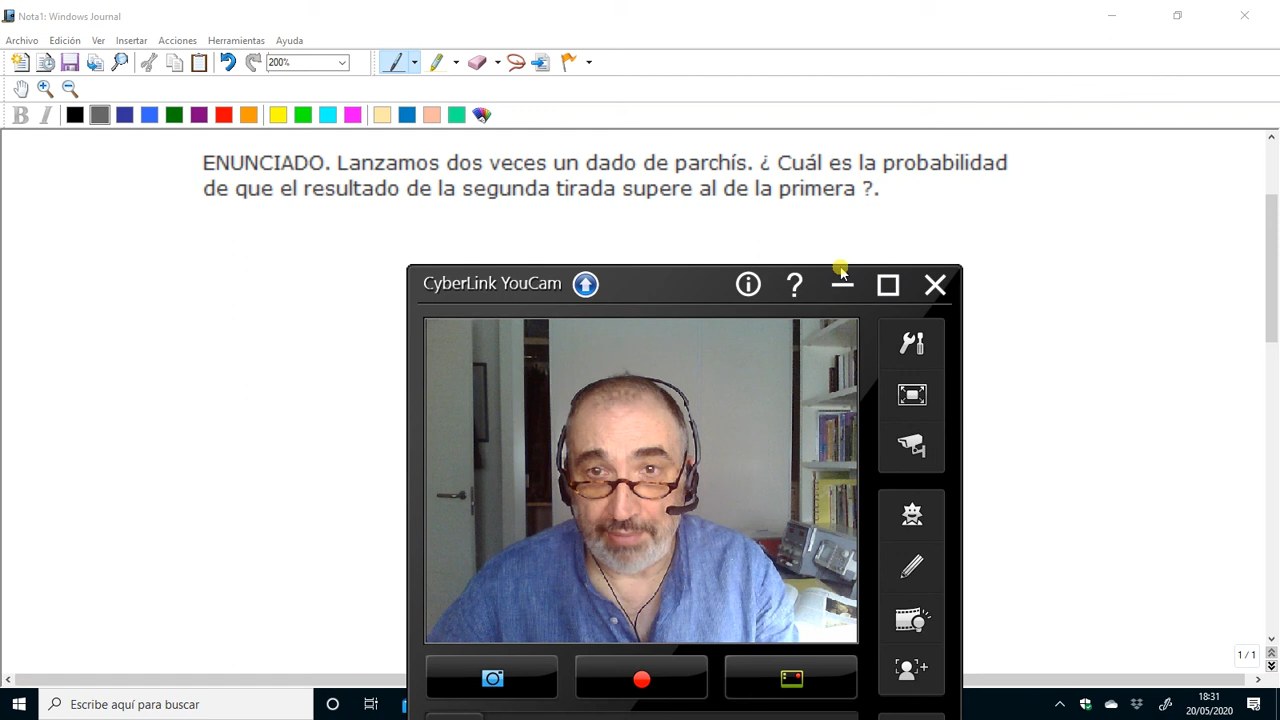 Nota1: Windows Journal
Archivo Edición Ver Insertar Acciones Herramientas Ayuda
200%
B I
ENUNCIADO. Lanzamos dos veces un dado de parchís. ¿ Cuál es la probabilidad
de que el resultado de la segunda tirada supere al de la primera ?.
CyberLink YouCam
1/1
Escribe aquí para buscar
18:31
20/05/2020